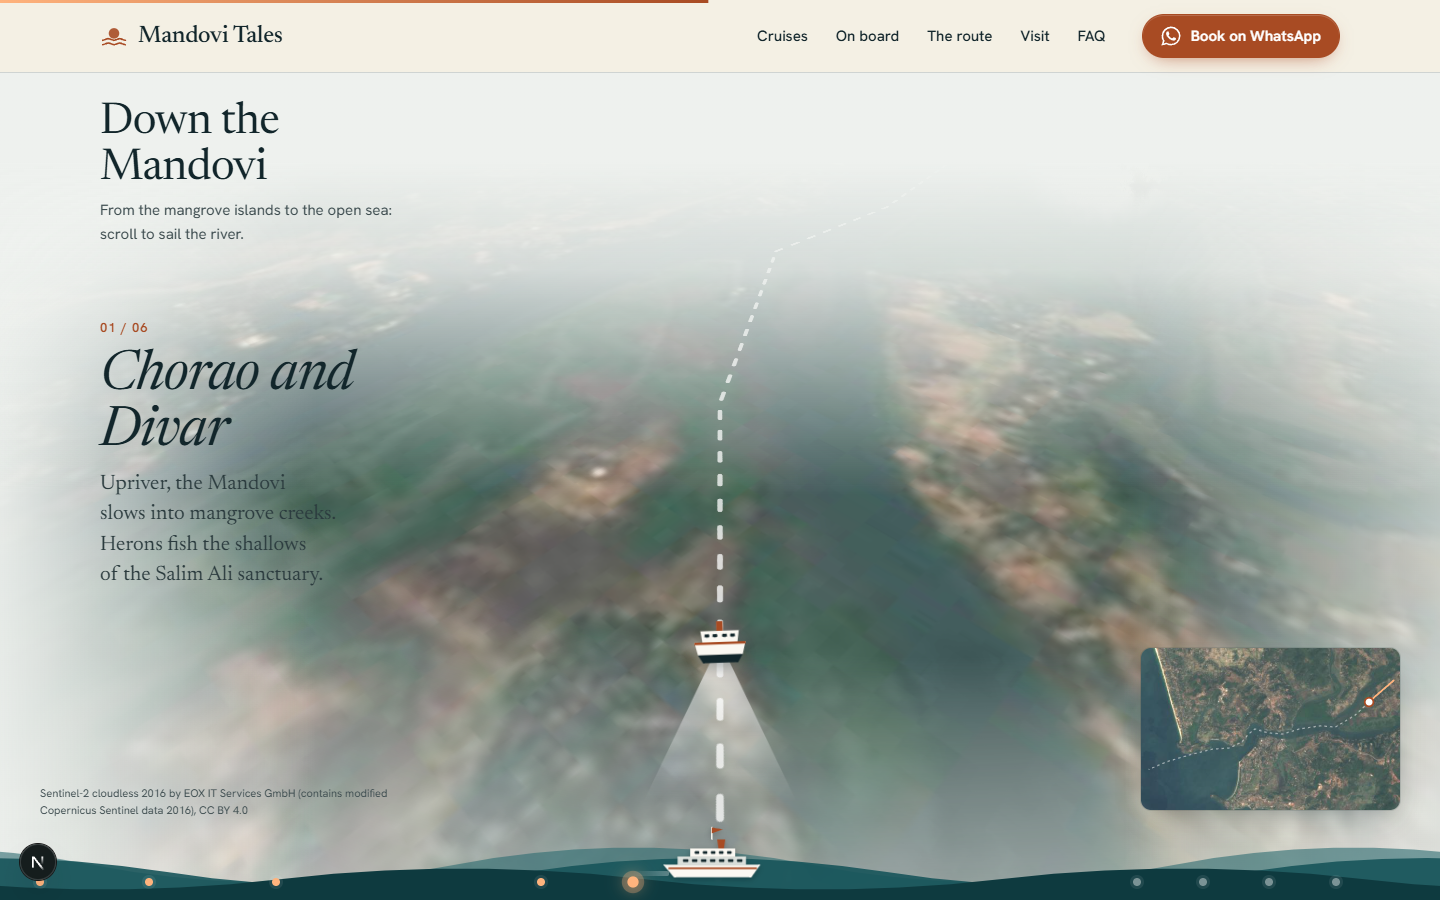 Mandovi Tales
Cruises
On board
The route
Visit
FAQ
Book on WhatsApp
Down the
Mandovi
From the mangrove islands to the open sea:
scroll to sail the river.
01 / 06
Chorao and
Divar
Upriver, the Mandovi
slows into mangrove creeks.
Herons fish the shallows
of the Salim Ali sanctuary.
Sentinel-2 cloudless 2016 by EOX IT Services GmbH (contains modified
Copernicus Sentinel data 2016), CC BY 4.0
N